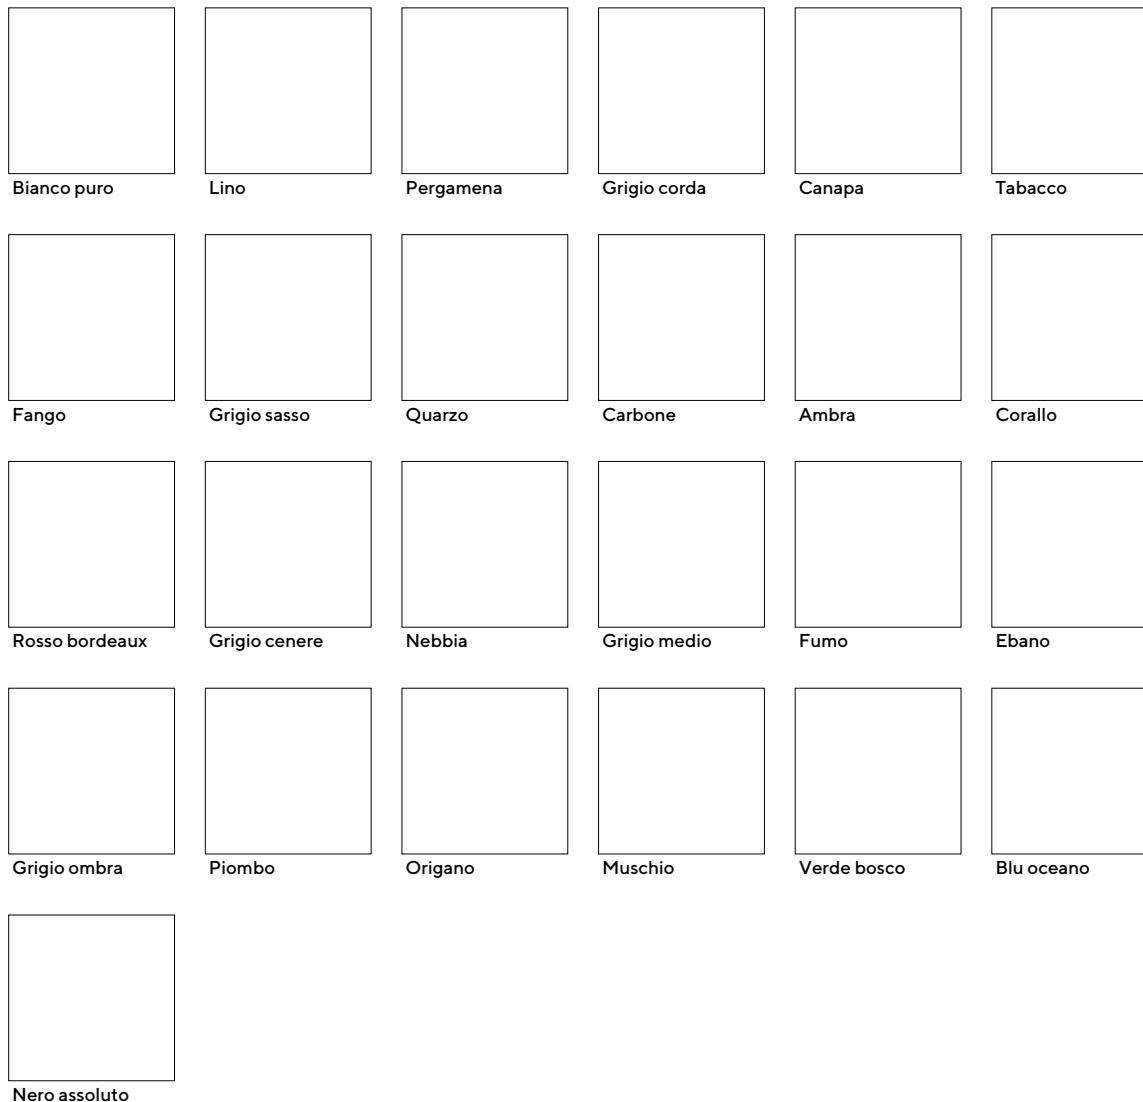 Bianco puro Lino Pergamena Grigio corda Canapa Tabacco
Fango Grigio sasso Quarzo Carbone Ambra Corallo
Rosso bordeaux Grigio cenere Nebbia Grigio medio Fumo Ebano
Grigio ombra Piombo Origano Muschio Verde bosco Blu oceano
Nero assoluto